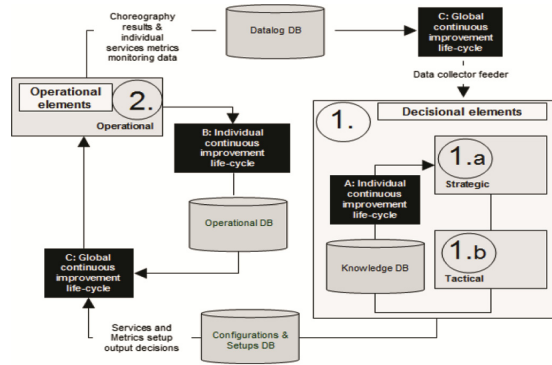 Choreography
results &
individual
services metrics
monitoring data
Datalog DB
C: Global
continuous
improvement
life-cycle
Data collector
feeder
Operational
elements
2.
Operational
B: Individual
continuous
improvement
life-cycle
Operational DB
C: Global
continuous
improvement
life-cycle
Services and
Metrics setup
output decisions
Configurations &
Setups DB
1.
Decisional elements
1.a
Strategic
A: Individual
continuous
improvement
life-cycle
Knowledge DB
1.b
Tactical